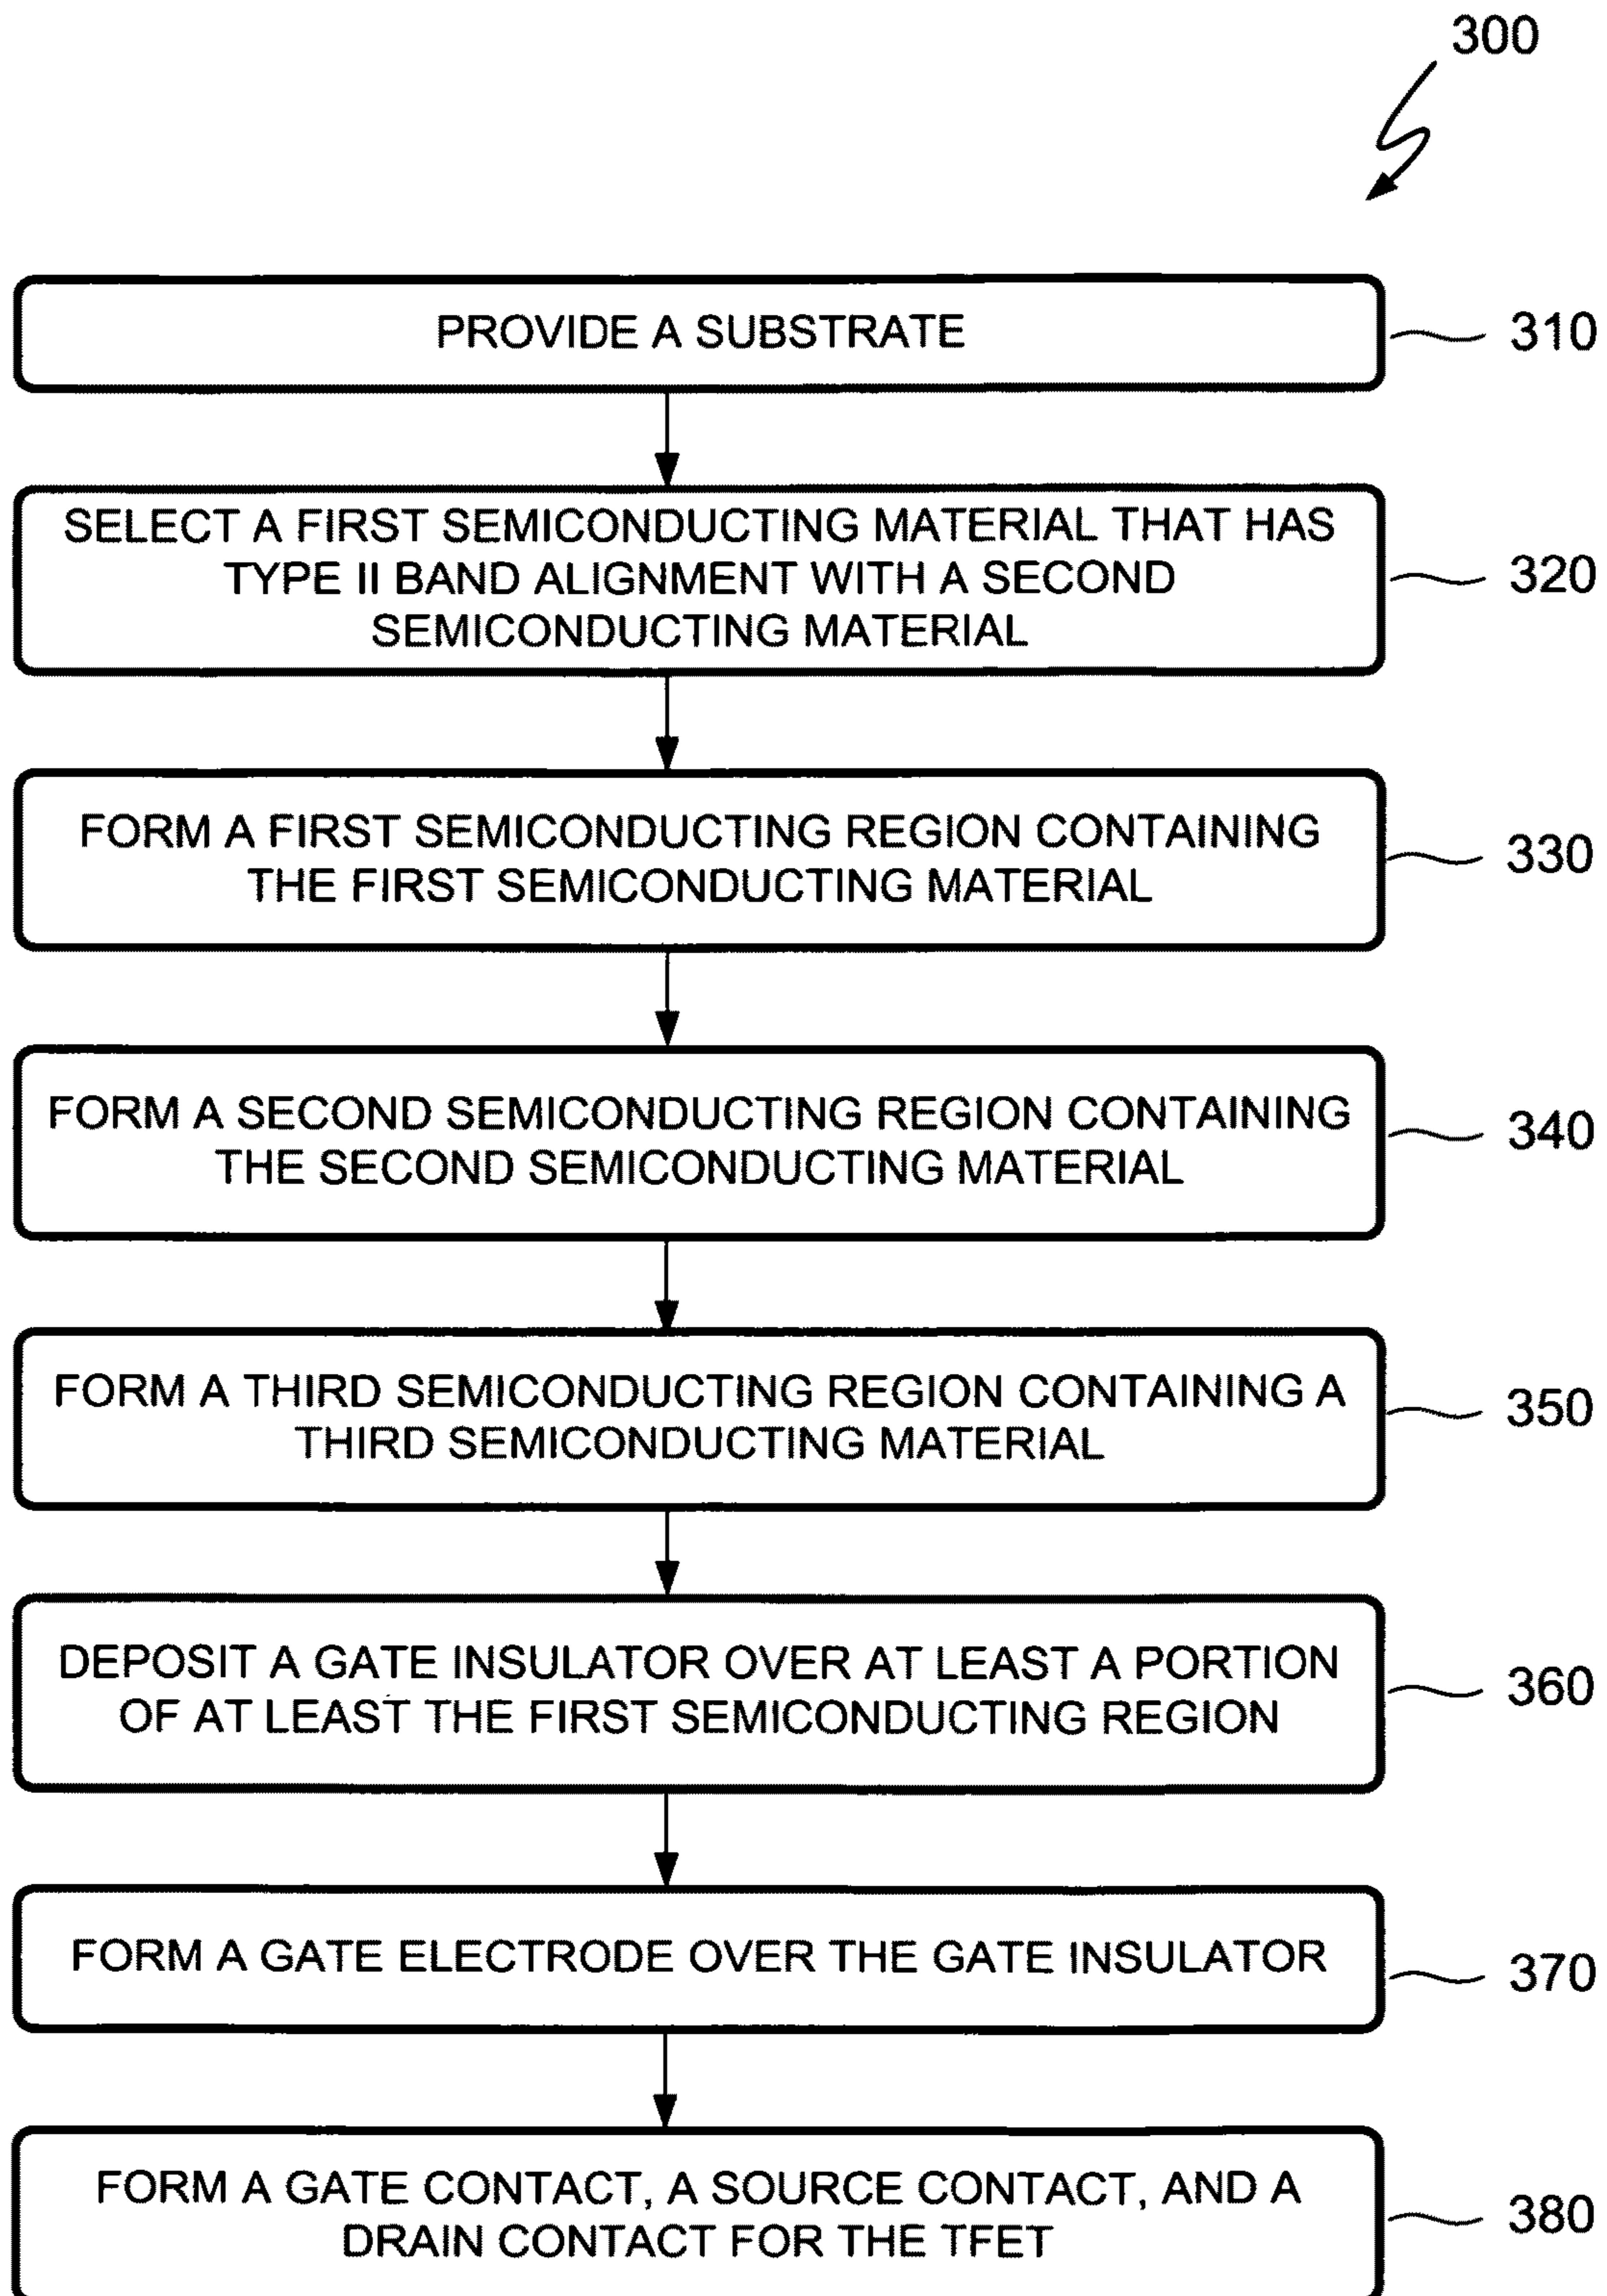 300
PROVIDE A SUBSTRATE
310
SELECT A FIRST SEMICONDUCTING MATERIAL THAT HAS
TYPE II BAND ALIGNMENT WITH A SECOND
SEMICONDUCTING MATERIAL
320
FORM A FIRST SEMICONDUCTING REGION CONTAINING
THE FIRST SEMICONDUCTING MATERIAL
330
FORM A SECOND SEMICONDUCTING REGION CONTAINING
THE SECOND SEMICONDUCTING MATERIAL
340
FORM A THIRD SEMICONDUCTING REGION CONTAINING A
THIRD SEMICONDUCTING MATERIAL
350
DEPOSIT A GATE INSULATOR OVER AT LEAST A PORTION
OF AT LEAST THE FIRST SEMICONDUCTING REGION
360
FORM A GATE ELECTRODE OVER THE GATE INSULATOR
370
FORM A GATE CONTACT, A SOURCE CONTACT, AND A
DRAIN CONTACT FOR THE TFET
380